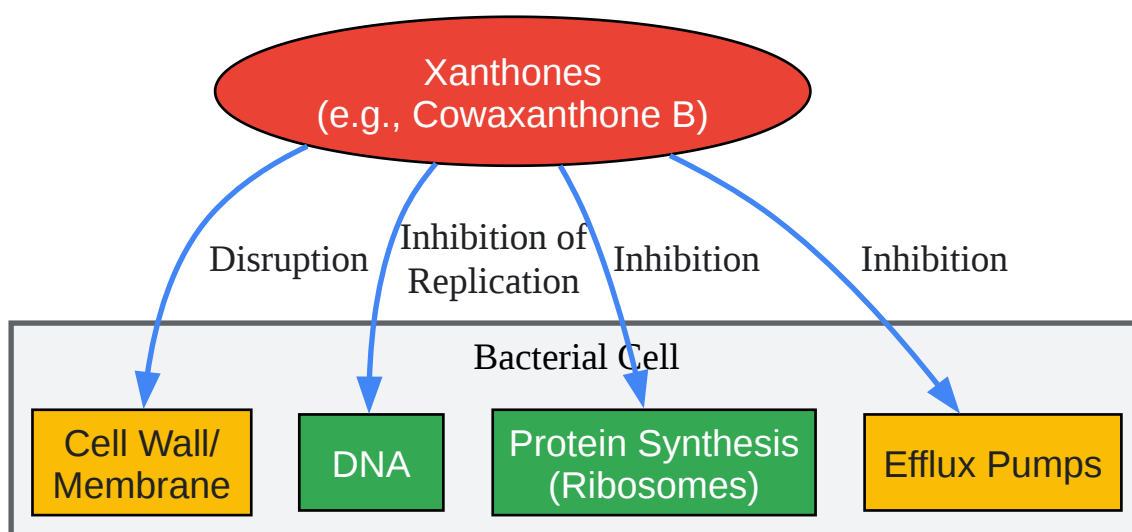 Xanthones
(e.g., Cowaxanthone B)
Disruption
Inhibition of
Replication
Inhibition
Inhibition
Bacterial Cell
Cell Wall/
Membrane
DNA
Protein Synthesis
(Ribosomes)
Efflux Pumps